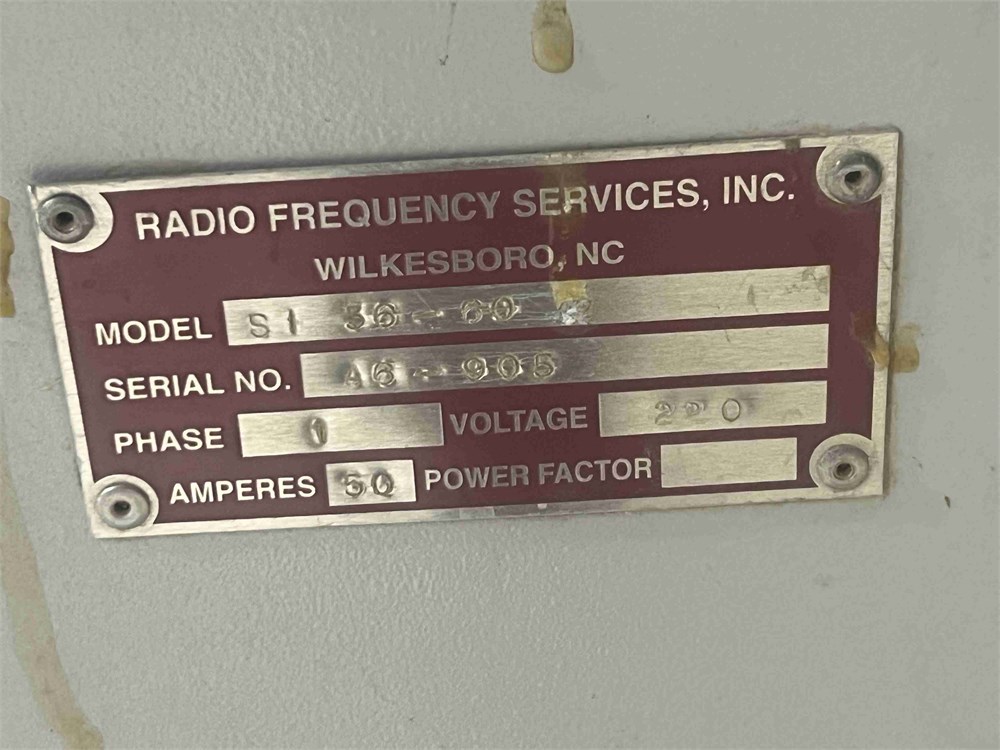 RADIO FREQUENCY SERVICES, INC.
WILKESBORO, NC
MODEL S1 36-60
SERIAL NO. A6-905
PHASE 1 VOLTAGE 220
AMPERES POWER FACTOR